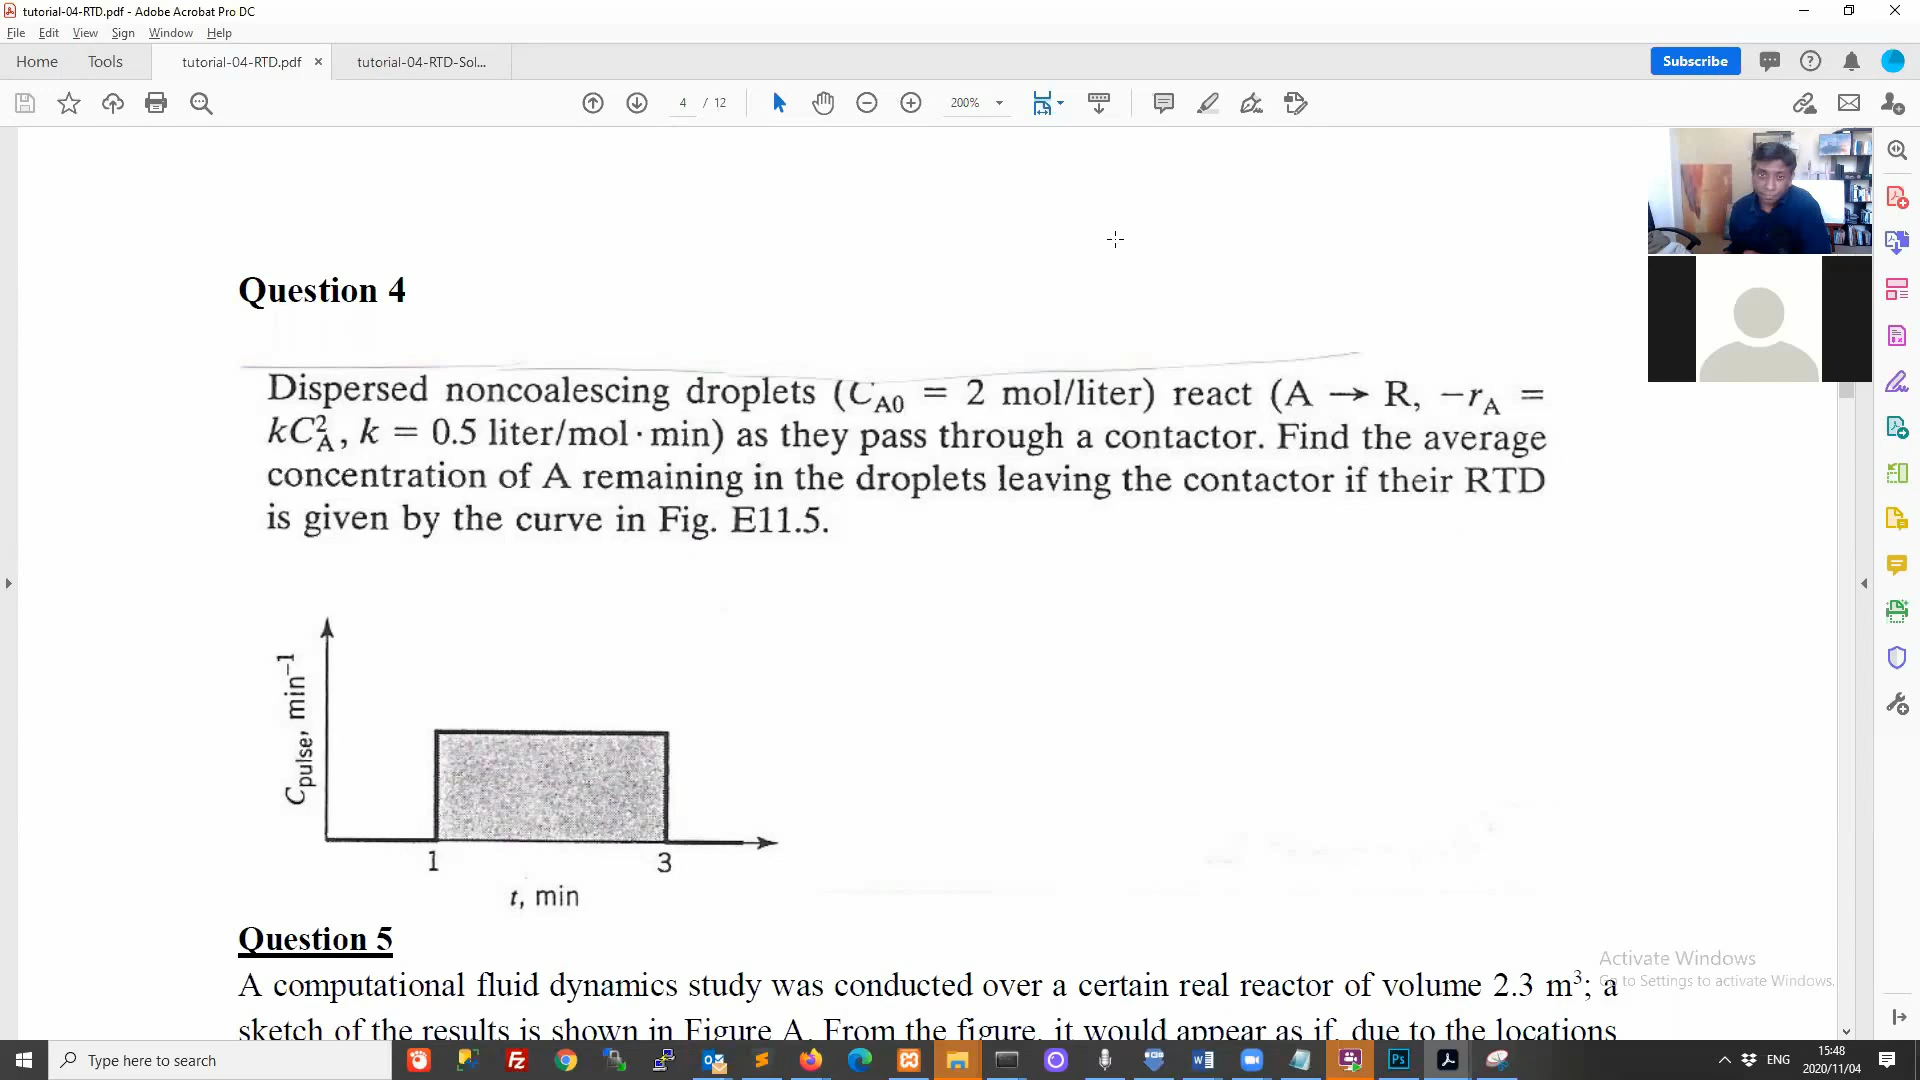 tutorial-04-RTD.pdf - Adobe Acrobat Pro DC
File Edit View Sign Window Help
Home Tools tutorial-04-RTD.pdf × tutorial-04-RTD-Sol...
Subscribe
4 / 12 200%
Question 4
Dispersed noncoalescing droplets (C_A0 = 2 mol/liter) react (A → R, −r_A =
kC_A^2, k = 0.5 liter/mol·min) as they pass through a contactor. Find the average
concentration of A remaining in the droplets leaving the contactor if their RTD
is given by the curve in Fig. E11.5.
C_pulse, min⁻¹
1 3
t, min
Question 5
A computational fluid dynamics study was conducted over a certain real reactor of volume 2.3 m³; a
sketch of the results is shown in Figure A. From the figure, it would appear as if, due to the locations
Activate Windows
Go to Settings to activate Windows.
Type here to search
ENG
15:48
2020/11/04